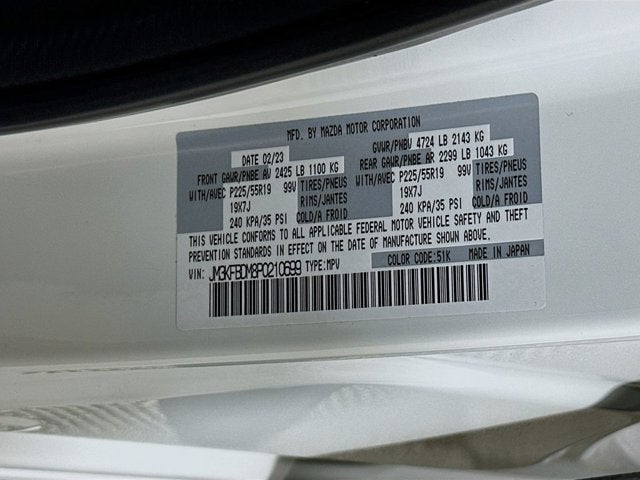 MFD. BY MAZDA MOTOR CORPORATION
DATE 02/23 GVWR/PNBV 4724 LB 2143 KG
FRONT GAWR/PNBE AV 2425 LB 1100 KG REAR GAWR/PNBE AR 2299 LB 1043 KG
WITH/AVEC P225/55R19 99V TIRES/PNEUS WITH/AVEC P225/55R19 99V TIRES/PNEUS
19X7J RIMS/JANTES 19X7J RIMS/JANTES
240 KPA/35 PSI COLD/A FROID 240 KPA/35 PSI COLD/A FROID
THIS VEHICLE CONFORMS TO ALL APPLICABLE FEDERAL MOTOR VEHICLE SAFETY AND THEFT
PREVENTION STANDARDS IN EFFECT ON THE DATE OF MANUFACTURE SHOWN ABOVE.
VIN: JM3KFBDM8P0210699 TYPE:MPV COLOR CODE:51K MADE IN JAPAN